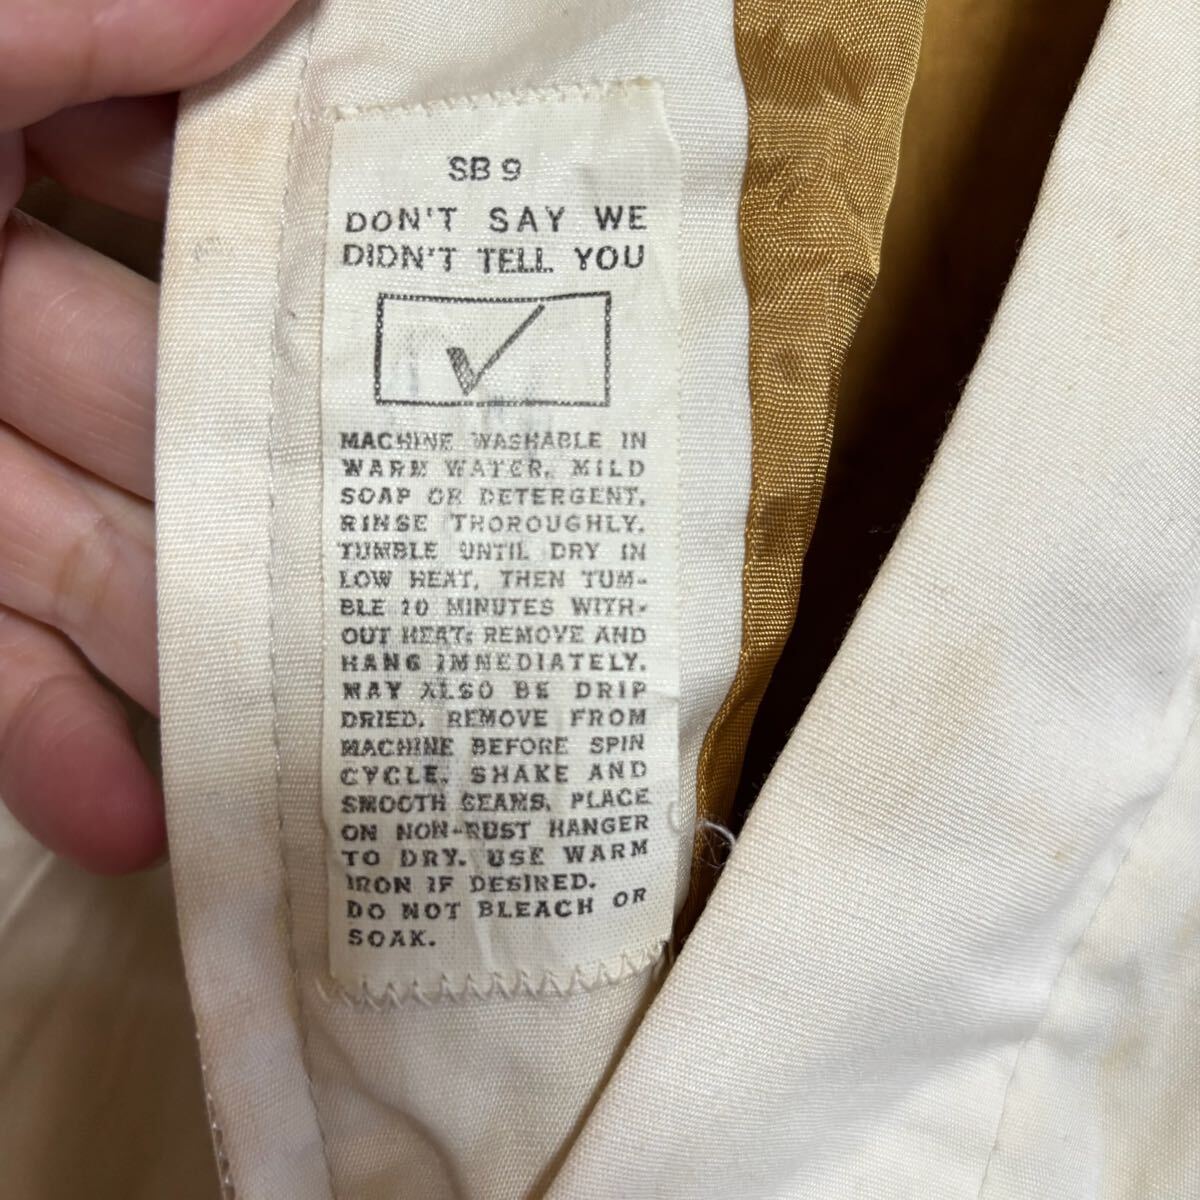 SB 9
DON'T SAY WE
DIDN'T TELL YOU
MACHINE WASHABLE IN
WARM WATER, MILD
SOAP OR DETERGENT.
RINSE THOROUGHLY.
TUMBLE UNTIL DRY IN
LOW HEAT, THEN TUM-
BLE 10 MINUTES WITH-
OUT HEAT: REMOVE AND
HANG IMMEDIATELY.
MAY ALSO BE DRIP
DRIED. REMOVE FROM
MACHINE BEFORE SPIN
CYCLE. SHAKE AND
SMOOTH SEAMS, PLACE
ON NON-RUST HANGER
TO DRY. USE WARM
IRON IF DESIRED.
DO NOT BLEACH OR
SOAK.